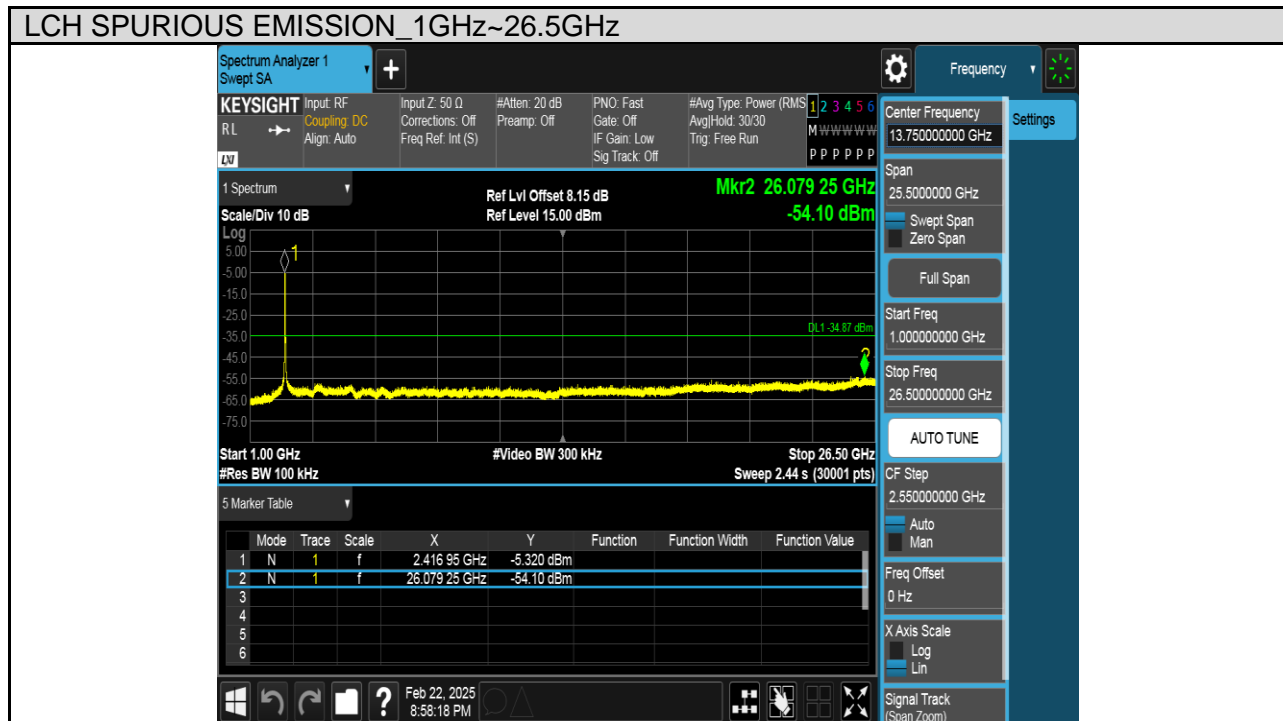 LCH SPURIOUS EMISSION_1GHz~26.5GHz
Spectrum Analyzer 1
Swept SA
+
Frequency
KEYSIGHT
RL
LXI
Input: RF
Coupling: DC
Align: Auto
Input Z: 50 Ω
Corrections: Off
Freq Ref: Int (S)
#Atten: 20 dB
Preamp: Off
PNO: Fast
Gate: Off
IF Gain: Low
Sig Track: Off
#Avg Type: Power (RMS
Avg|Hold: 30/30
Trig: Free Run
1 2 3 4 5 6
M W W W W W
P P P P P P
1 Spectrum
Scale/Div 10 dB
Ref Lvl Offset 8.15 dB
Ref Level 15.00 dBm
Mkr2 26.079 25 GHz
-54.10 dBm
Log
5.00
-5.00
-15.0
-25.0
-35.0
-45.0
-55.0
-65.0
-75.0
1
DL1 -34.87 dBm
2
Start 1.00 GHz
#Video BW 300 kHz
Stop 26.50 GHz
#Res BW 100 kHz
Sweep 2.44 s (30001 pts)
5 Marker Table
Mode Trace Scale X Y Function Function Width Function Value
1 N 1 f 2.416 95 GHz -5.320 dBm
2 N 1 f 26.079 25 GHz -54.10 dBm
3
4
5
6
?
Feb 22, 2025
8:58:18 PM
Center Frequency
13.750000000 GHz
Settings
Span
25.5000000 GHz
Swept Span
Zero Span
Full Span
Start Freq
1.000000000 GHz
Stop Freq
26.500000000 GHz
AUTO TUNE
CF Step
2.550000000 GHz
Auto
Man
Freq Offset
0 Hz
X Axis Scale
Log
Lin
Signal Track
(Span Zoom)